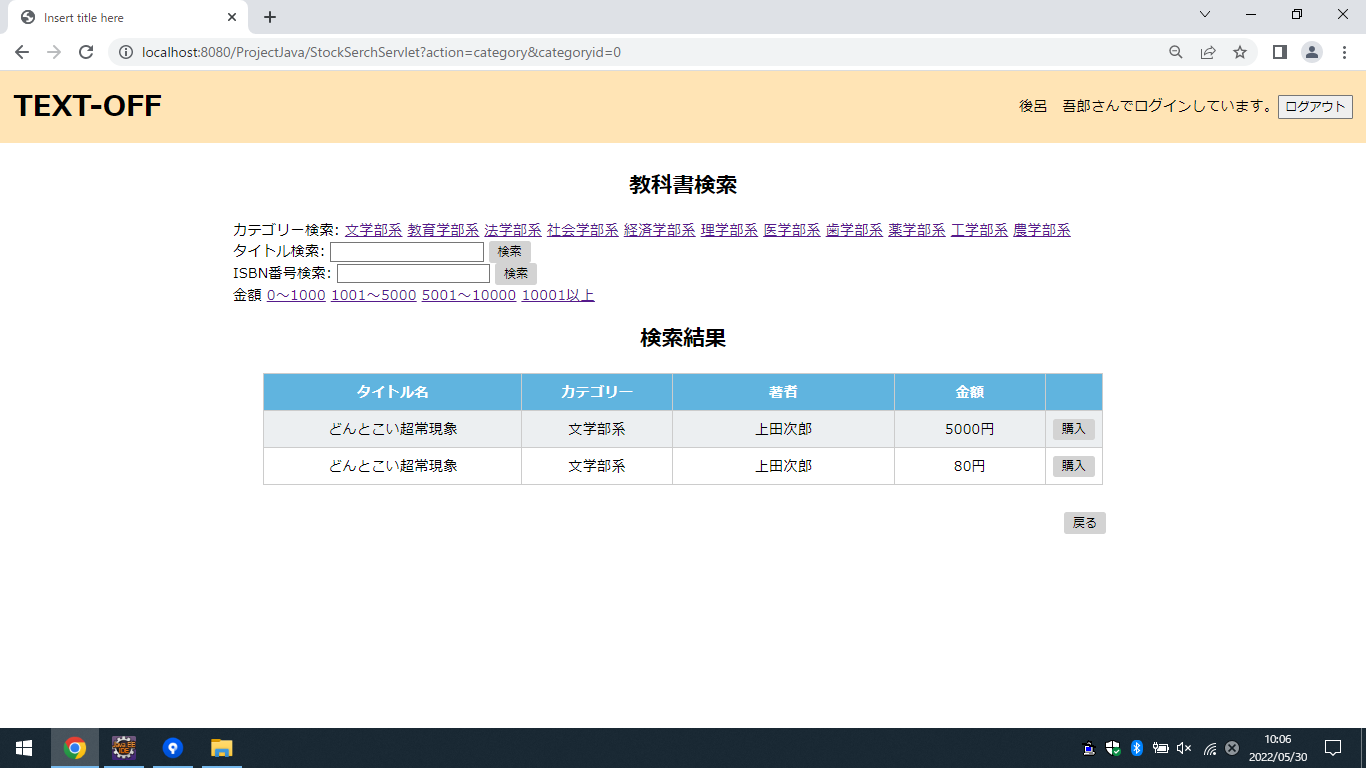 Insert title here
localhost:8080/ProjectJava/StockSerchServlet?action=category&categoryid=0
TEXT-OFF
後呂　吾郎さんでログインしています。 ログアウト
教科書検索
カテゴリー検索: 文学部系 教育学部系 法学部系 社会学部系 経済学部系 理学部系 医学部系 歯学部系 薬学部系 工学部系 農学部系
タイトル検索: 検索
ISBN番号検索: 検索
金額 0～1000 1001～5000 5001～10000 10001以上
検索結果
タイトル名 カテゴリー 著者 金額
どんとこい超常現象 文学部系 上田次郎 5000円 購入
どんとこい超常現象 文学部系 上田次郎 80円 購入
戻る
10:06
2022/05/30